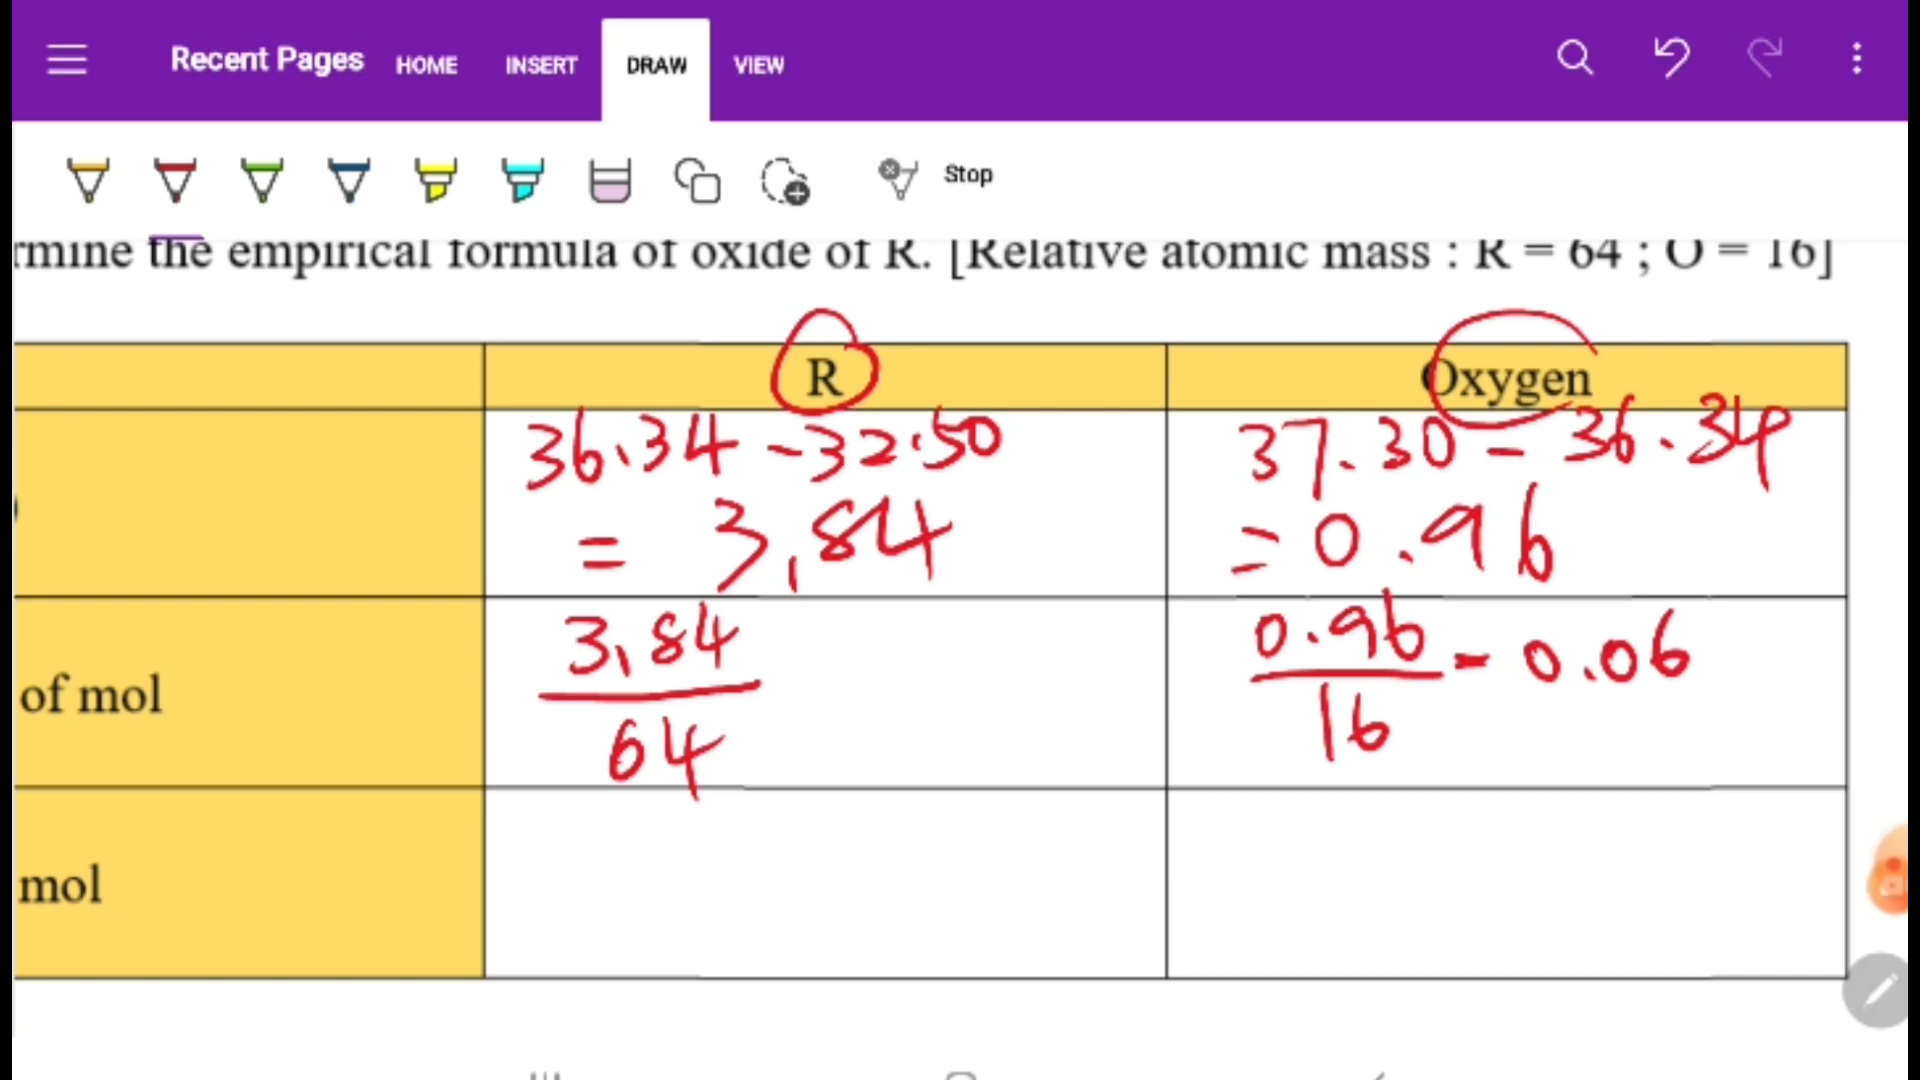 Recent Pages HOME INSERT DRAW VIEW
Stop
rmine the empirical formula of oxide of R. [Relative atomic mass : R = 64 ; O = 16]
R Oxygen
36.34 - 32.50 37.30 - 36.34
= 3.84 = 0.96
of mol 3.84/64 0.96/16 = 0.06
mol